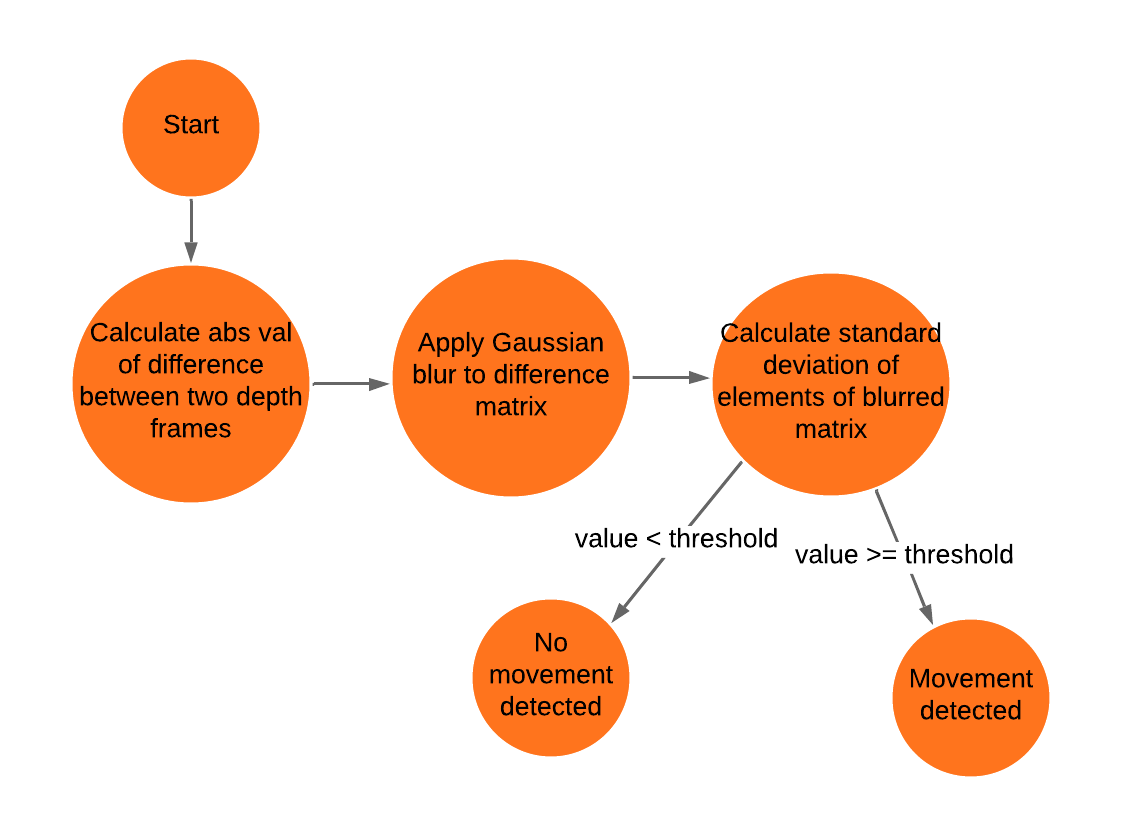 Start
Calculate abs val
of difference
between two depth
frames
Apply Gaussian
blur to difference
matrix
Calculate standard
deviation of
elements of blurred
matrix
value < threshold
value >= threshold
No
movement
detected
Movement
detected